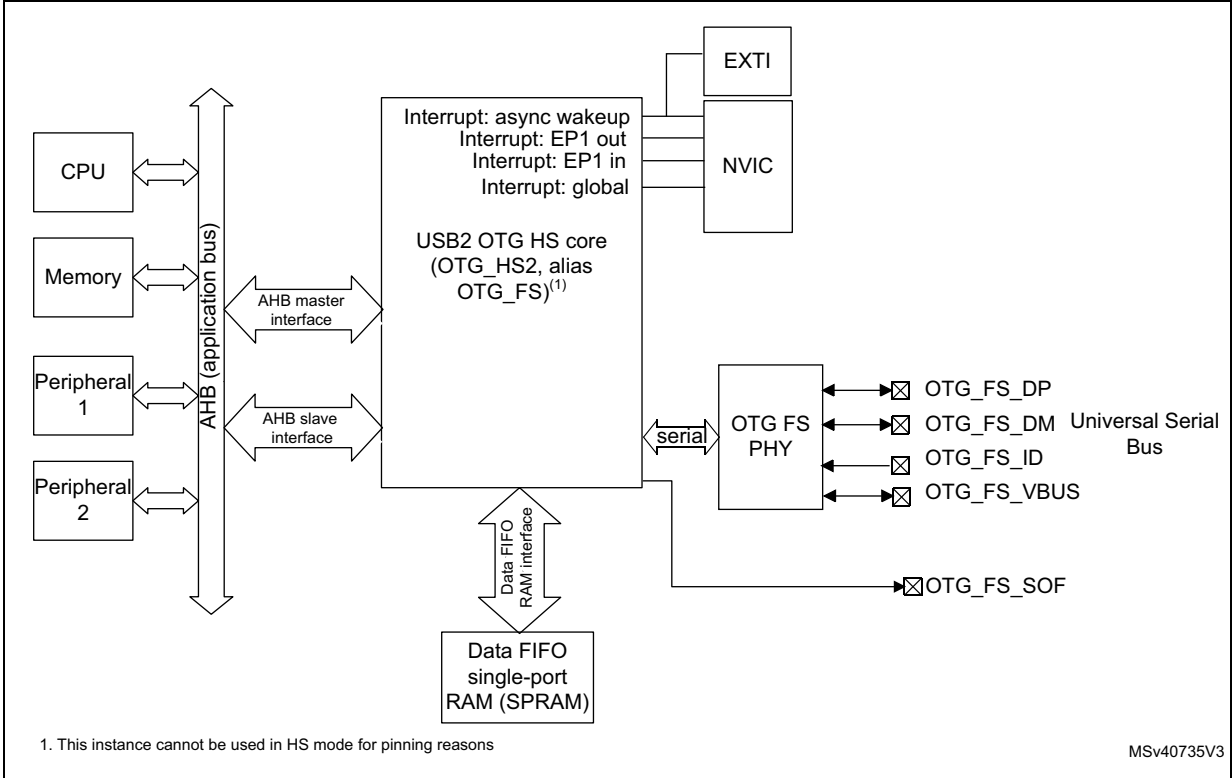 EXTI
Interrupt: async wakeup
Interrupt: EP1 out
Interrupt: EP1 in
Interrupt: global
NVIC
CPU
Memory
Peripheral
1
Peripheral
2
AHB (application bus)
AHB master
interface
AHB slave
interface
USB2 OTG HS core
(OTG_HS2, alias
OTG_FS)(1)
serial
OTG FS
PHY
OTG_FS_DP
OTG_FS_DM
OTG_FS_ID
OTG_FS_VBUS
Universal Serial
Bus
OTG_FS_SOF
Data FIFO
RAM interface
Data FIFO
single-port
RAM (SPRAM)
1. This instance cannot be used in HS mode for pinning reasons
MSv40735V3